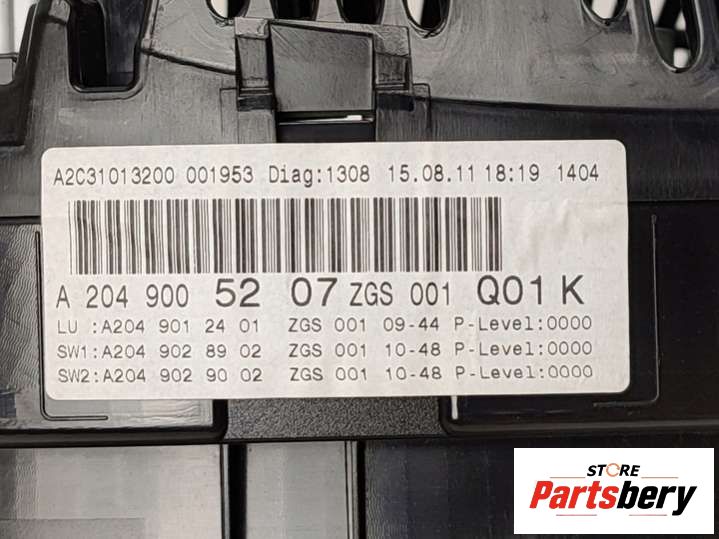 A2C31013200 001953 Diag:1308 15.08.11 18:19 1404
A 204 900 52 07 ZGS 001 Q01 K
LU :A204 901 24 01 ZGS 001 09-44 P-Level:0000
SW1:A204 902 89 02 ZGS 001 10-48 P-Level:0000
SW2:A204 902 90 02 ZGS 001 10-48 P-Level:0000
STORE
Partsbery